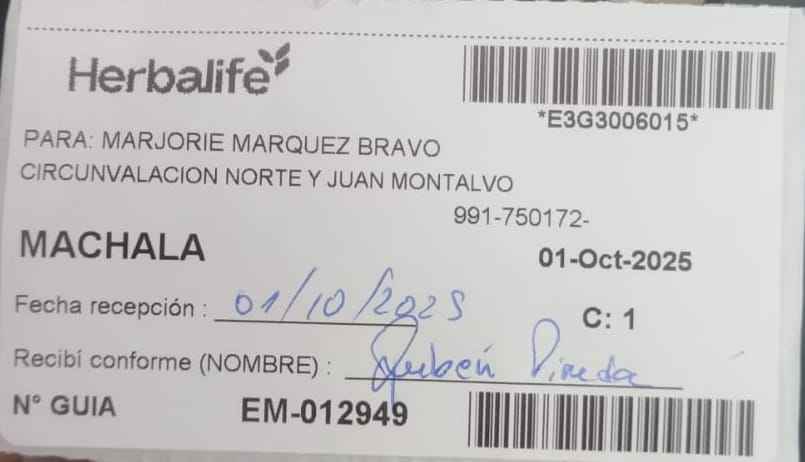 Herbalife
*E3G3006015*
PARA: MARJORIE MARQUEZ BRAVO
CIRCUNVALACION NORTE Y JUAN MONTALVO
991-750172-
MACHALA
01-Oct-2025
Fecha recepción : 01/10/2025
C: 1
Recibí conforme (NOMBRE) : Rubén Pineda
N° GUIA EM-012949